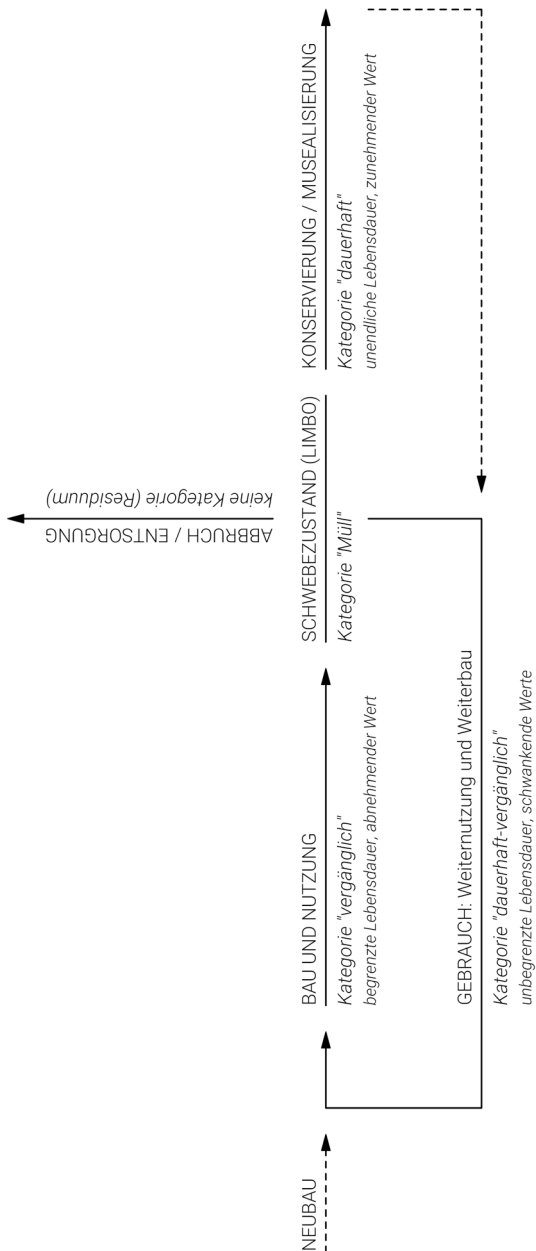 NEUBAU
BAU UND NUTZUNG
Kategorie "vergänglich"
begrenzte Lebensdauer, abnehmender Wert
SCHWEBEZUSTAND (LIMBO)
Kategorie "Müll"
KONSERVIERUNG / MUSEALISIERUNG
Kategorie "dauerhaft"
unendliche Lebensdauer, zunehmender Wert
ABBRUCH / ENTSORGUNG
keine Kategorie (Residuum)
GEBRAUCH: Weiternutzung und Weiterbau
Kategorie "dauerhaft-vergänglich"
unbegrenzte Lebensdauer, schwankende Werte